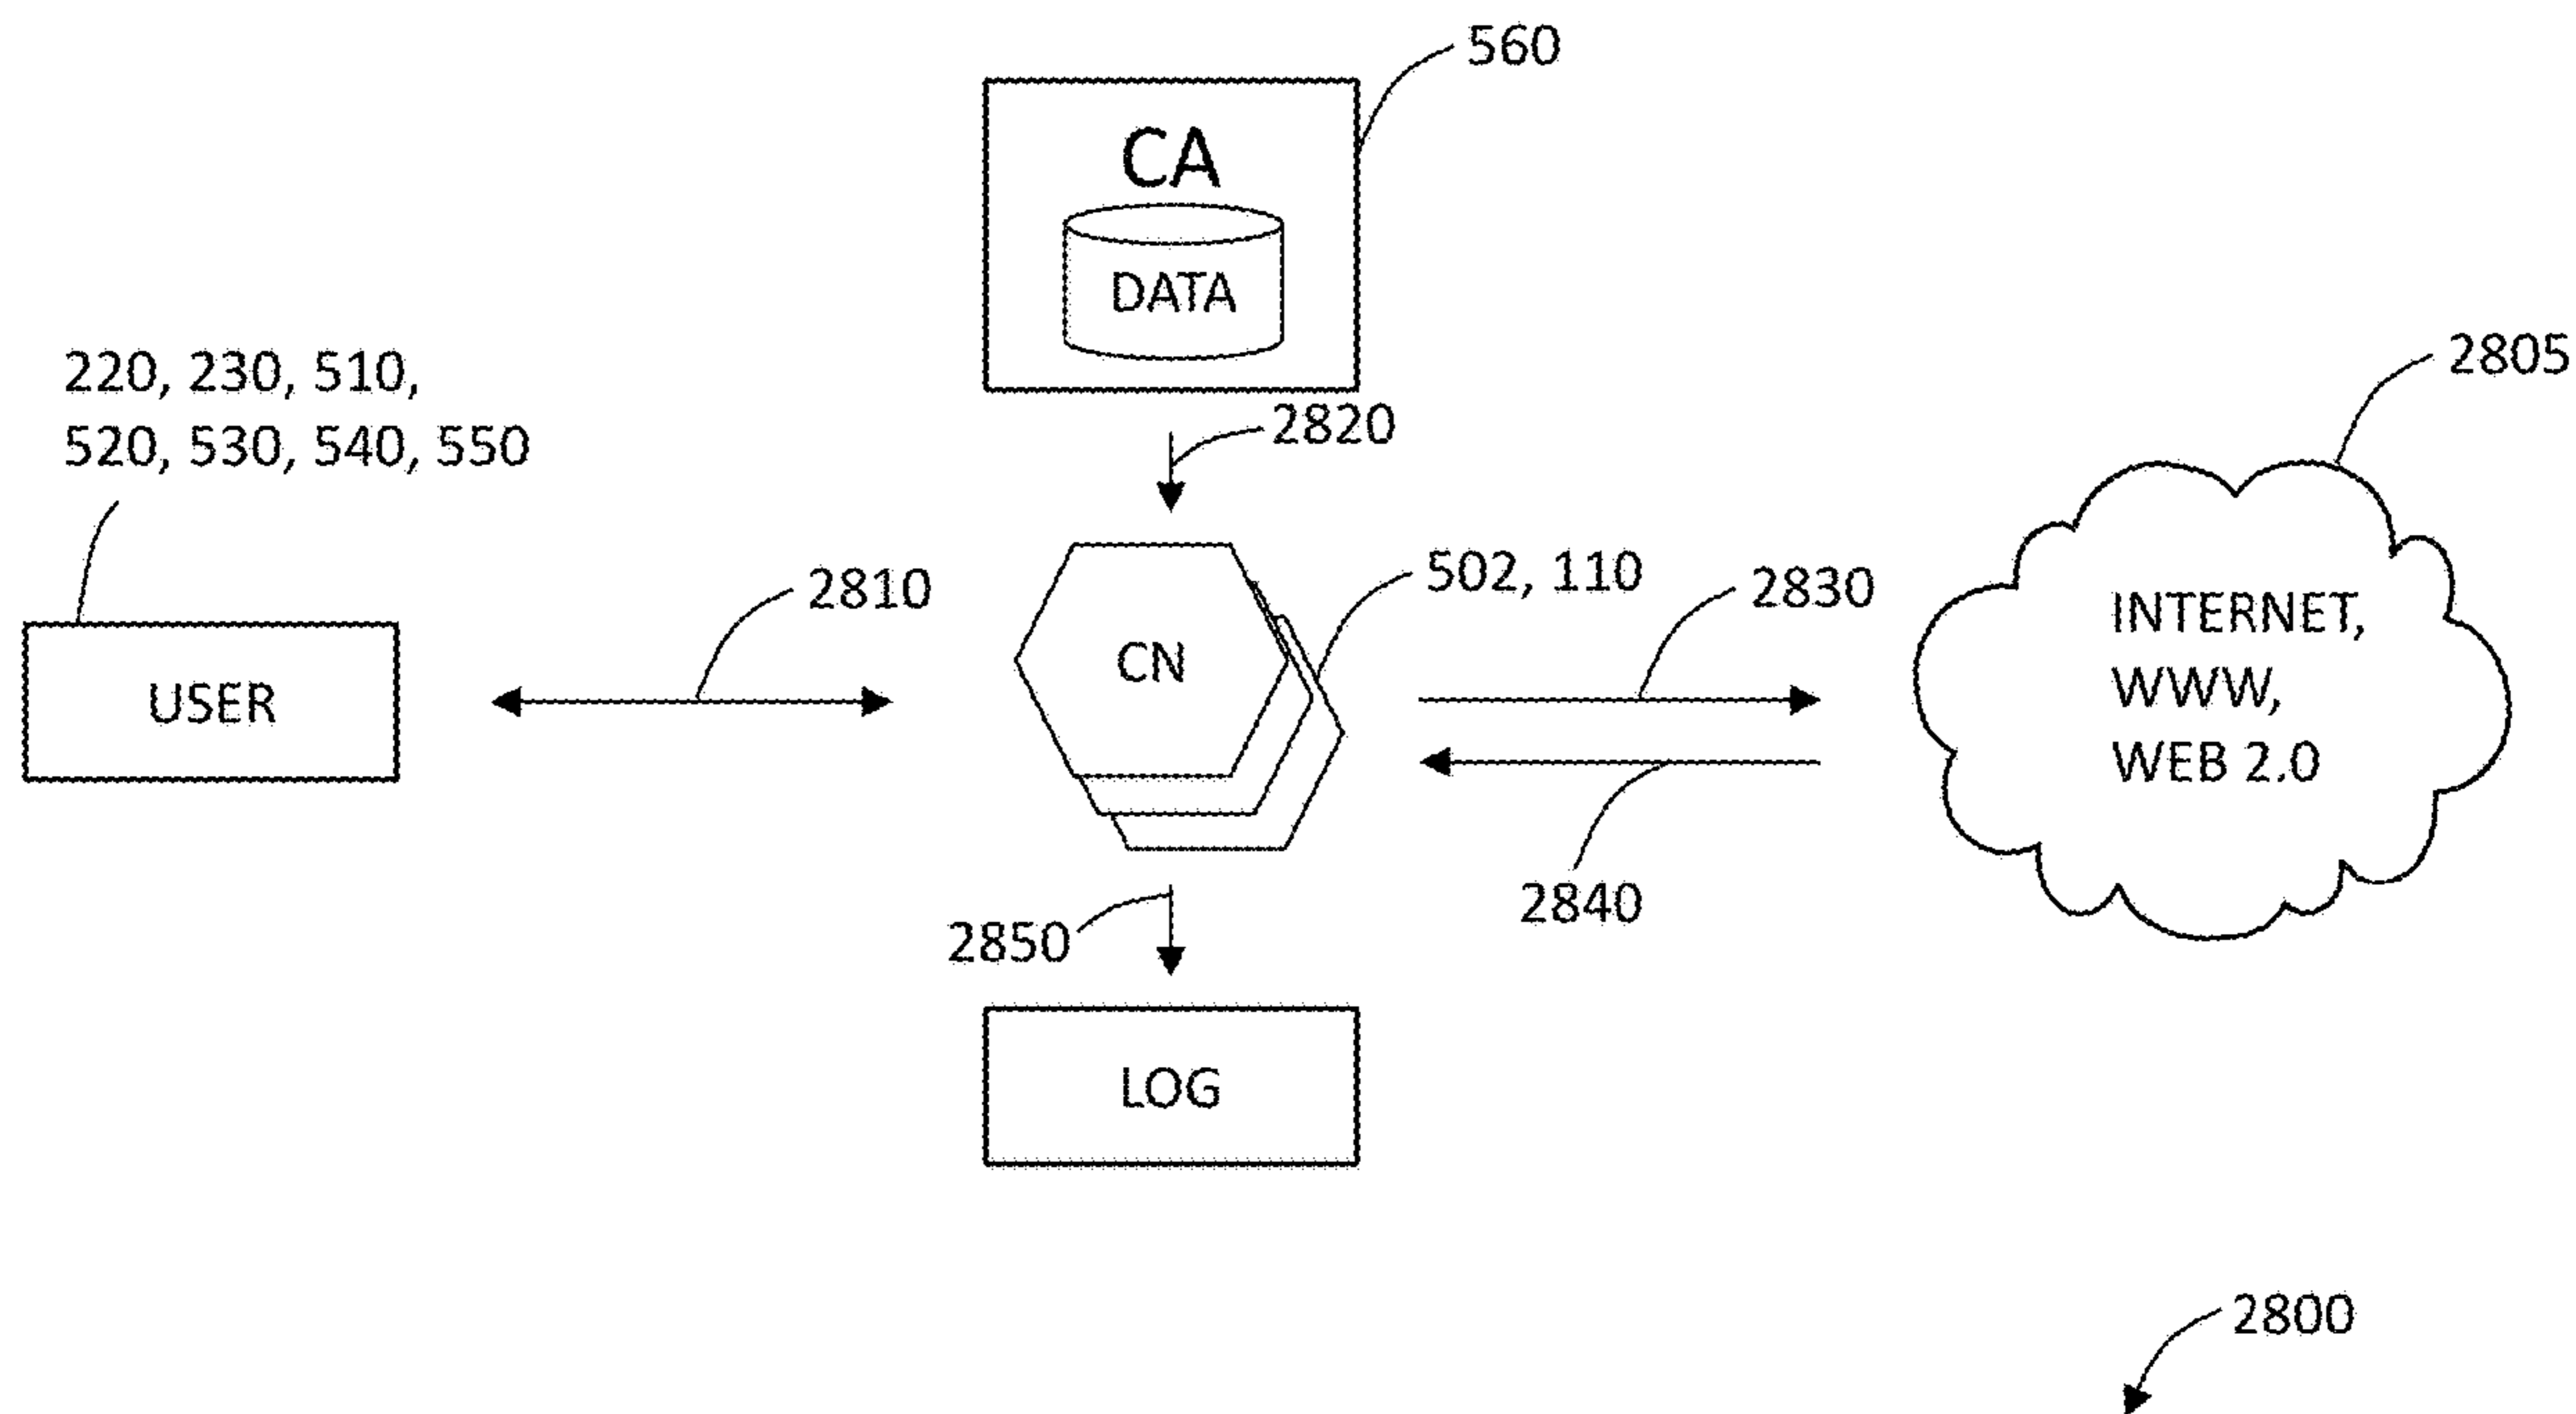 560
CA
DATA
2805
220, 230, 510,
520, 530, 540, 550
2820
502, 110
2810
2830
INTERNET,
WWW,
WEB 2.0
CN
USER
2840
2850
LOG
2800